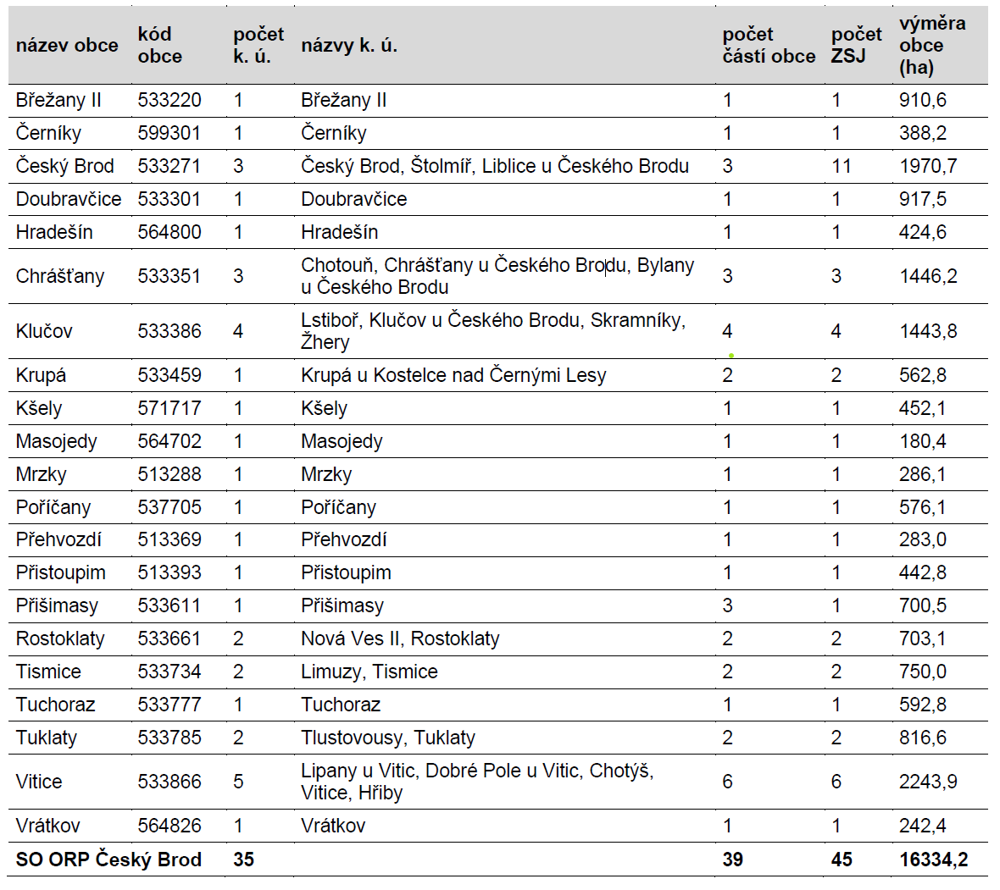 název obce kód obce počet k. ú. názvy k. ú. počet částí obce počet ZSJ výměra obce (ha)
Břežany II 533220 1 Břežany II 1 1 910,6
Černíky 599301 1 Černíky 1 1 388,2
Český Brod 533271 3 Český Brod, Štolmíř, Liblice u Českého Brodu 3 11 1970,7
Doubravčice 533301 1 Doubravčice 1 1 917,5
Hradešín 564800 1 Hradešín 1 1 424,6
Chrášťany 533351 3 Chotouň, Chrášťany u Českého Brodu, Bylany u Českého Brodu 3 3 1446,2
Klučov 533386 4 Lstiboř, Klučov u Českého Brodu, Skramníky, Žhery 4 4 1443,8
Krupá 533459 1 Krupá u Kostelce nad Černými Lesy 2 2 562,8
Kšely 571717 1 Kšely 1 1 452,1
Masojedy 564702 1 Masojedy 1 1 180,4
Mrzky 513288 1 Mrzky 1 1 286,1
Poříčany 537705 1 Poříčany 1 1 576,1
Přehvozdí 513369 1 Přehvozdí 1 1 283,0
Přistoupim 513393 1 Přistoupim 1 1 442,8
Přišimasy 533611 1 Přišimasy 3 1 700,5
Rostoklaty 533661 2 Nová Ves II, Rostoklaty 2 2 703,1
Tismice 533734 2 Limuzy, Tismice 2 2 750,0
Tuchoraz 533777 1 Tuchoraz 1 1 592,8
Tuklaty 533785 2 Tlustovousy, Tuklaty 2 2 816,6
Vitice 533866 5 Lipany u Vitic, Dobré Pole u Vitic, Chotýš, Vitice, Hřiby 6 6 2243,9
Vrátkov 564826 1 Vrátkov 1 1 242,4
SO ORP Český Brod 35 39 45 16334,2